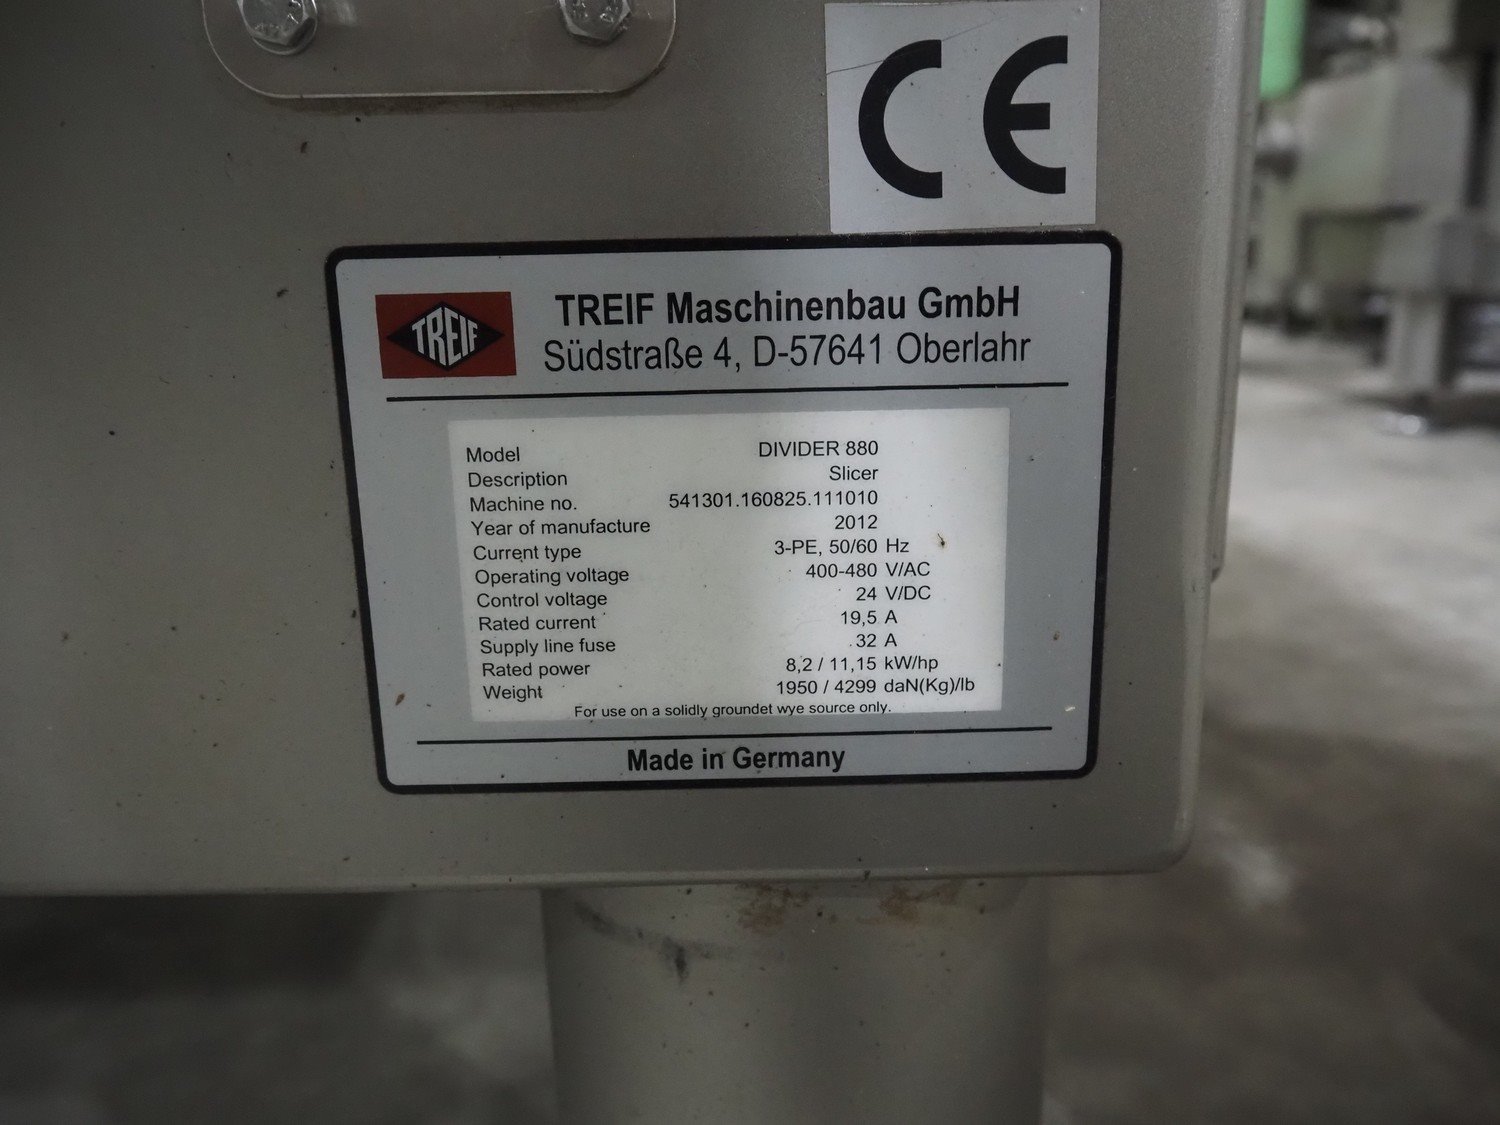 CE
TREIF
TREIF Maschinenbau GmbH
Südstraße 4, D-57641 Oberlahr
Model DIVIDER 880
Description Slicer
Machine no. 541301.160825.111010
Year of manufacture 2012
Current type 3-PE, 50/60 Hz
Operating voltage 400-480 V/AC
Control voltage 24 V/DC
Rated current 19,5 A
Supply line fuse 32 A
Rated power 8,2 / 11,15 kW/hp
Weight 1950 / 4299 daN(Kg)/lb
For use on a solidly groundet wye source only.
Made in Germany